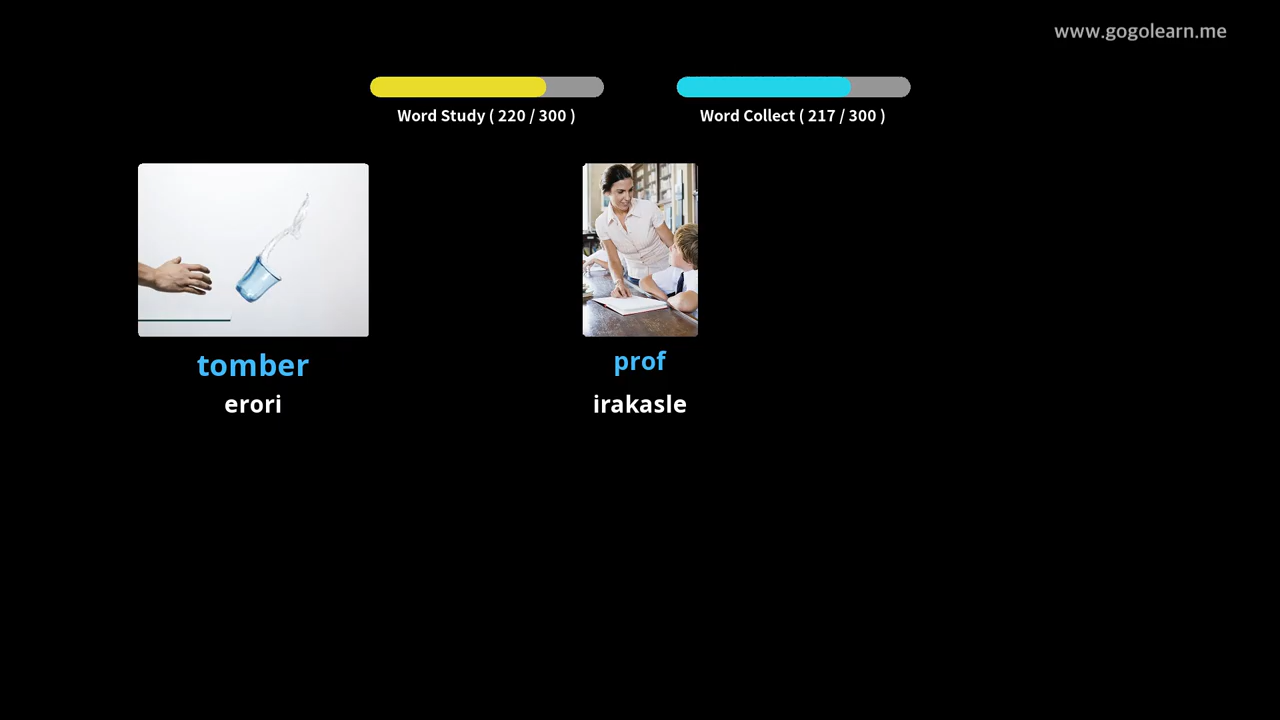 www.gogolearn.me
Word Study ( 220 / 300 )
Word Collect ( 217 / 300 )
tomber
erori
prof
irakasle